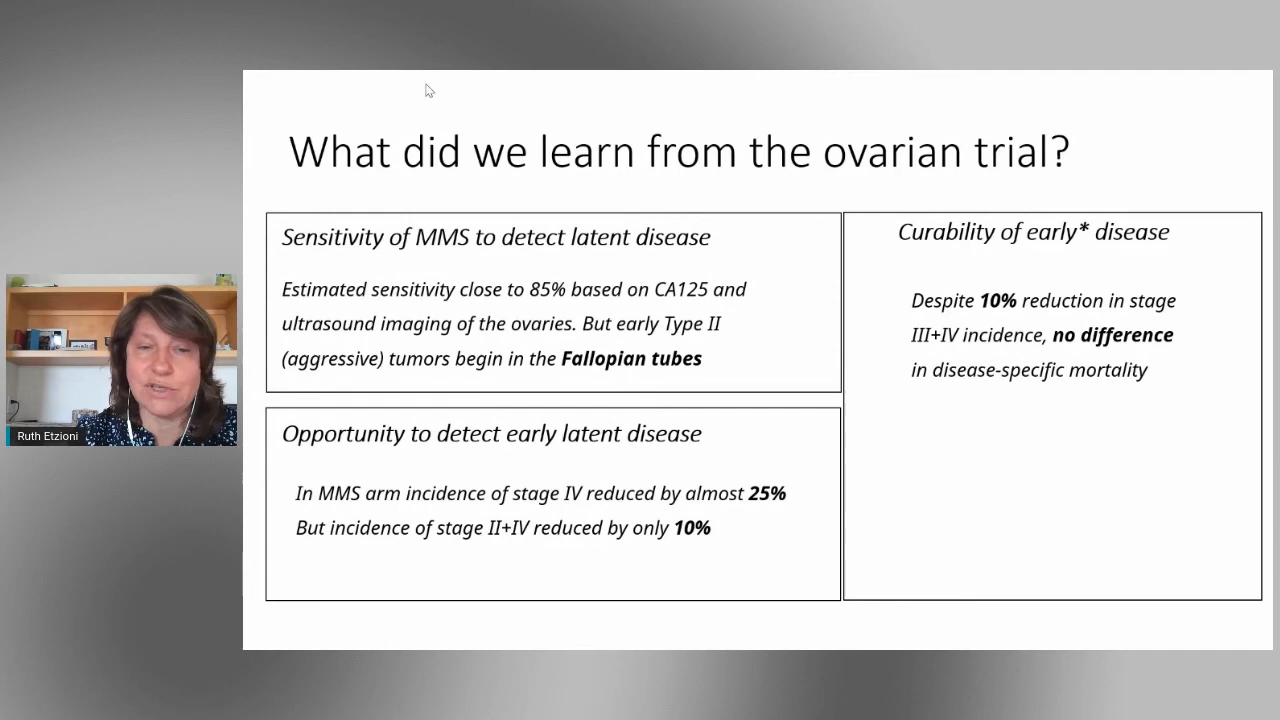 What did we learn from the ovarian trial?
Sensitivity of MMS to detect latent disease
Estimated sensitivity close to 85% based on CA125 and
ultrasound imaging of the ovaries. But early Type II
(aggressive) tumors begin in the Fallopian tubes
Opportunity to detect early latent disease
In MMS arm incidence of stage IV reduced by almost 25%
But incidence of stage II+IV reduced by only 10%
Curability of early* disease
Despite 10% reduction in stage
III+IV incidence, no difference
in disease-specific mortality
Ruth Etzioni